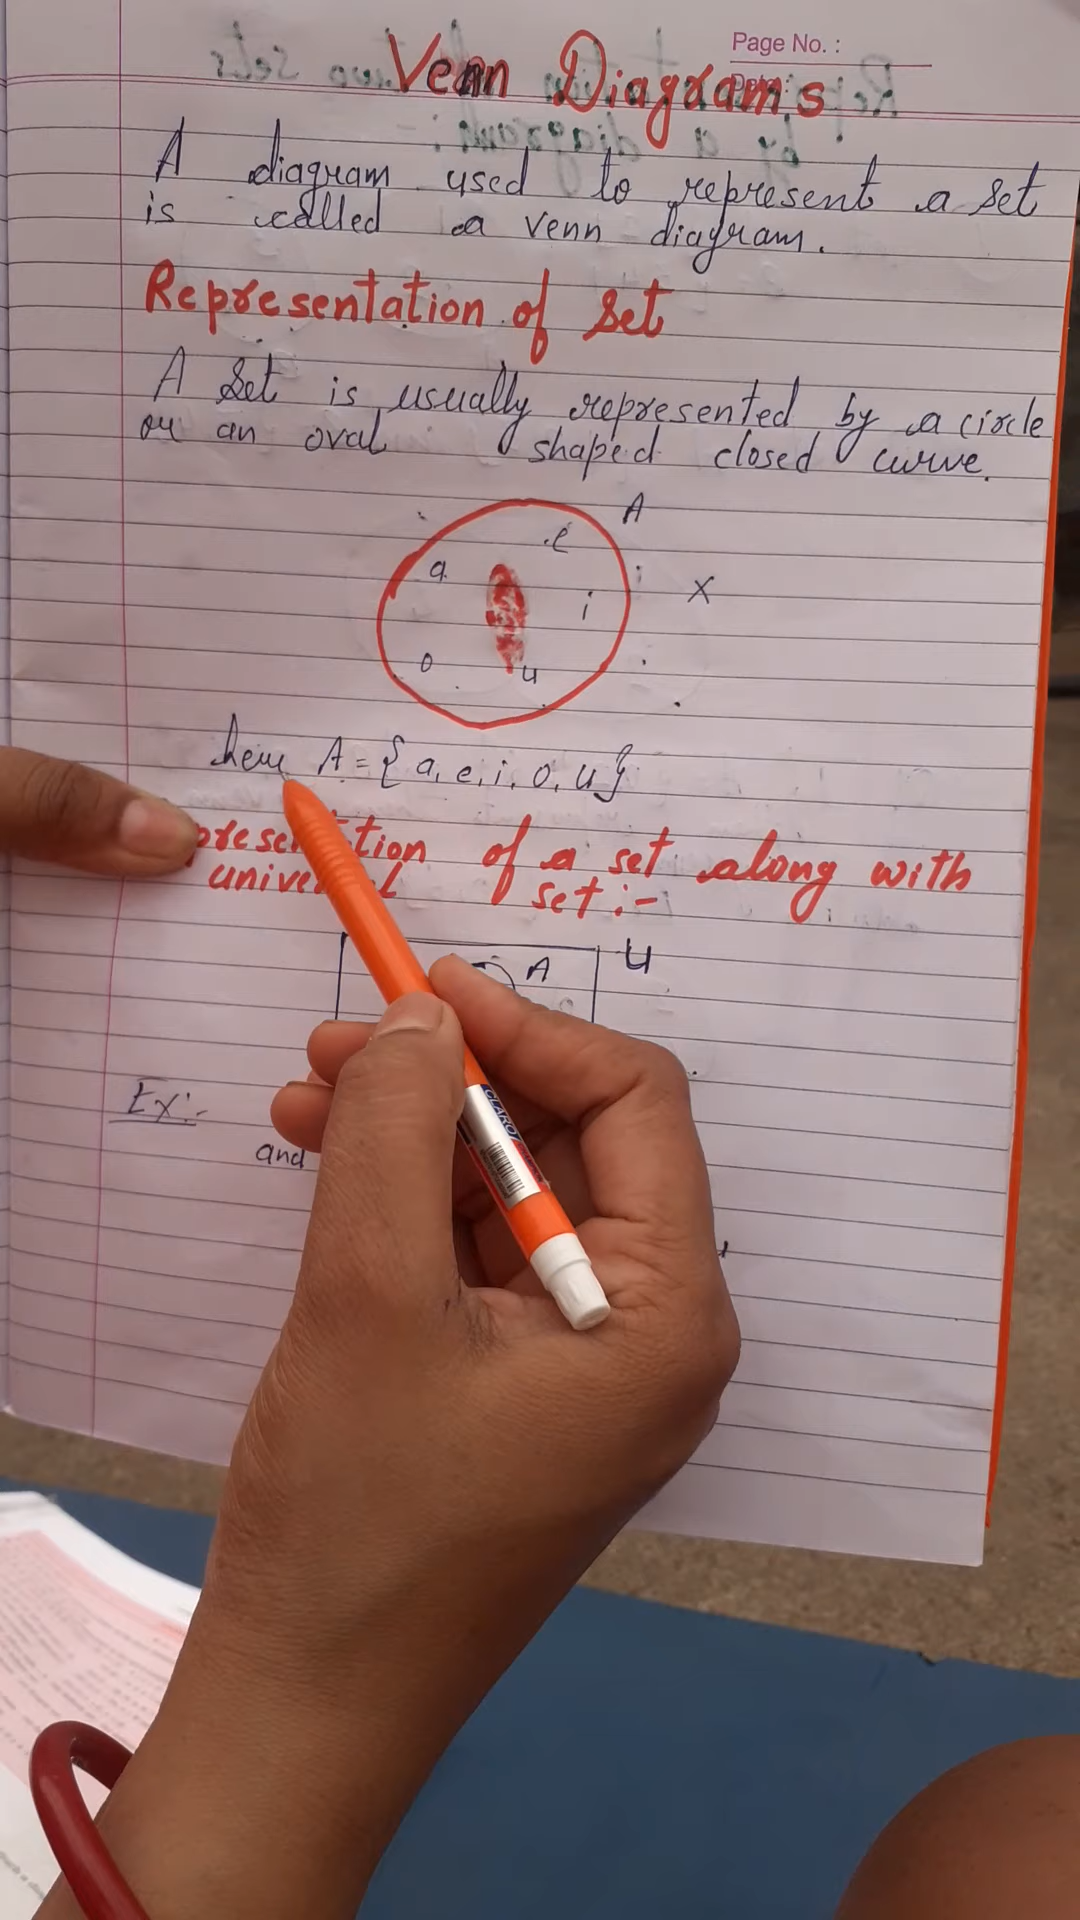 Page No. :
Venn Diagrams
A diagram used to represent a set
is called a venn diagram.
Representation of set
A set is usually represented by a circle
or an oval shaped closed curve.
A
e
a
i
X
o
u
here A = { a, e, i, o, u }
of a set along with
set :-
A
U
Ex:-
and